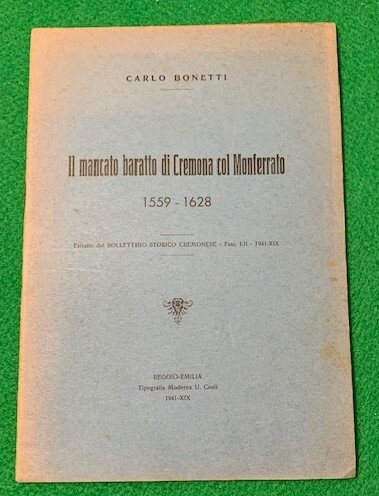 CARLO BONETTI
Il mancato baratto di Cremona col Monferrato
1559 - 1628
Estratto dal BOLLETTINO STORICO CREMONESE - Fasc. I-II - 1941-XIX
REGGIO-EMILIA
Tipografia Moderna U. Costi
1941-XIX